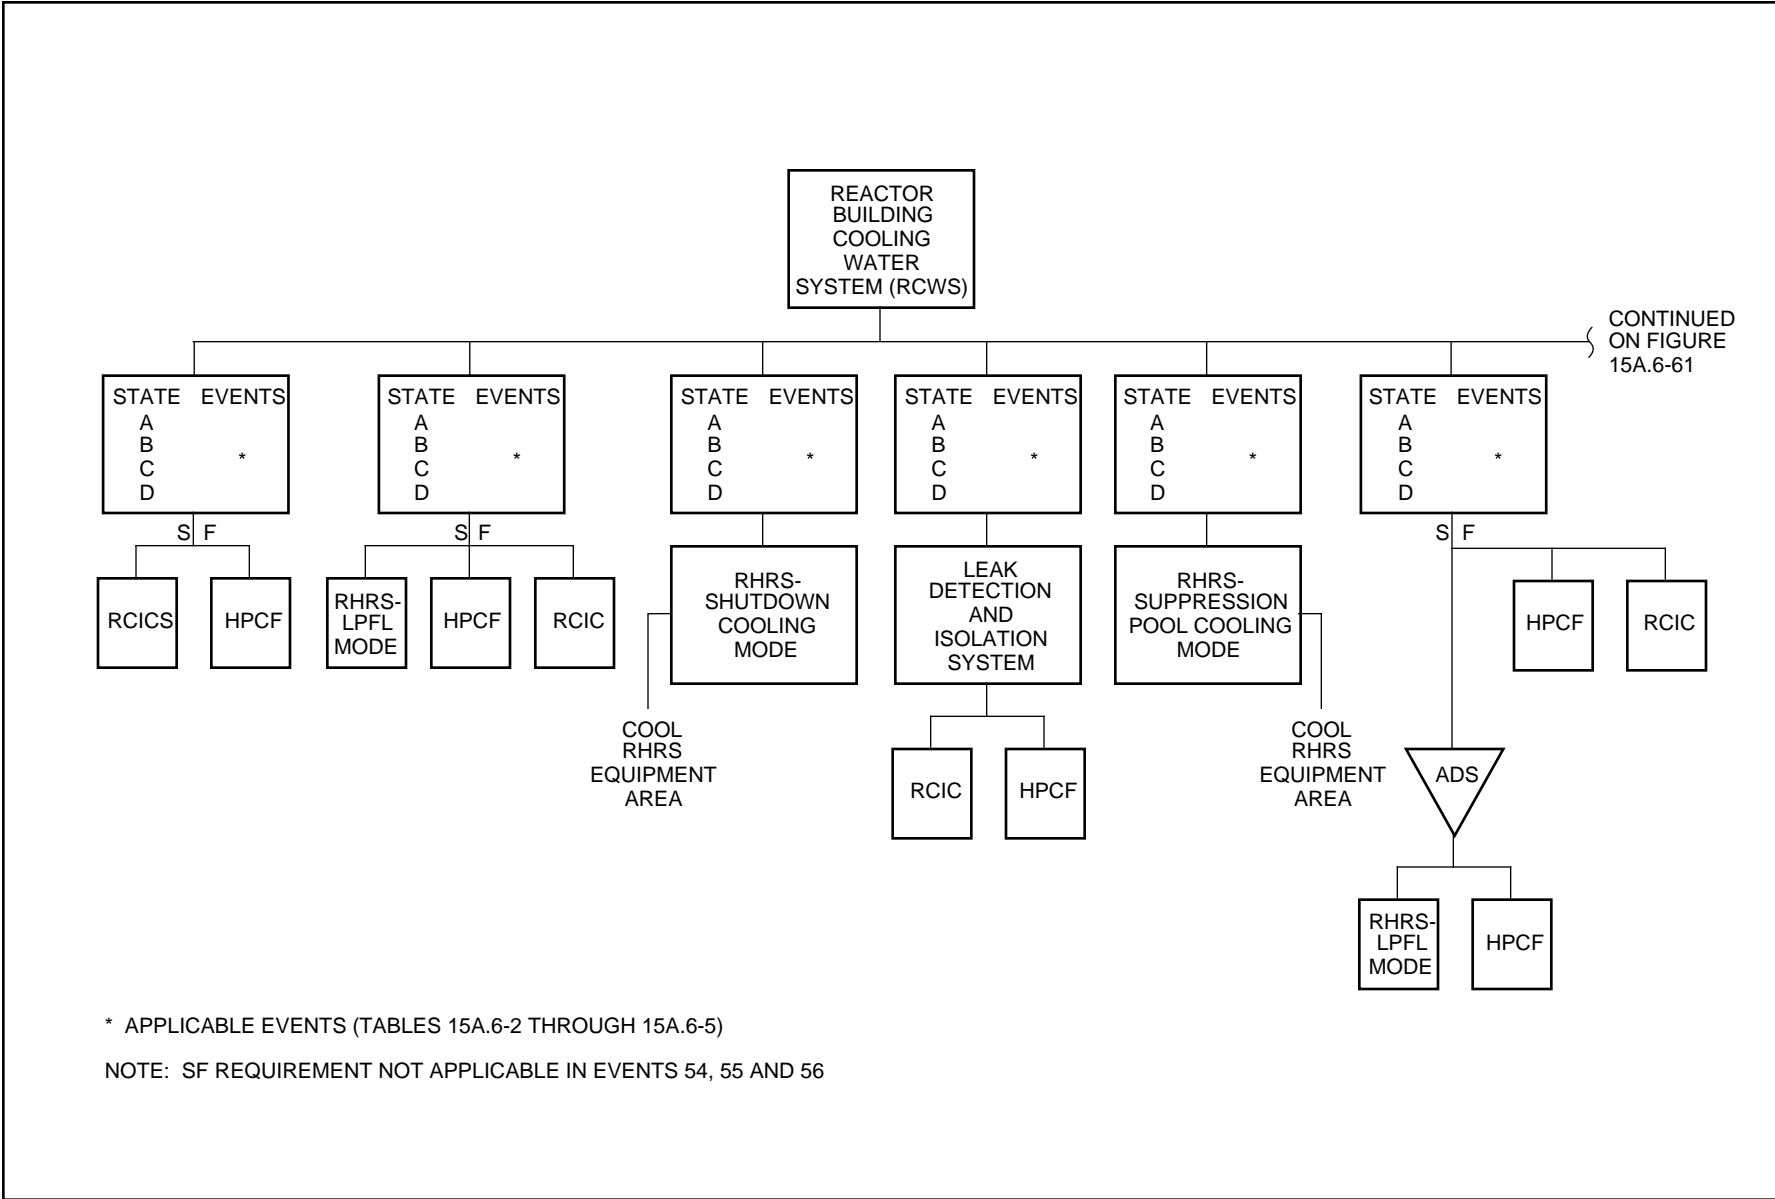 REACTOR
BUILDING
COOLING
WATER
SYSTEM (RCWS)
CONTINUED
ON FIGURE
15A.6-61
STATE EVENTS
A
B
C
D
*
S F
RCICS
HPCF
STATE EVENTS
A
B
C
D
*
S F
RHRS-
LPFL
MODE
HPCF
RCIC
STATE EVENTS
A
B
C
D
*
RHRS-
SHUTDOWN
COOLING
MODE
COOL
RHRS
EQUIPMENT
AREA
STATE EVENTS
A
B
C
D
*
LEAK
DETECTION
AND
ISOLATION
SYSTEM
RCIC
HPCF
STATE EVENTS
A
B
C
D
*
RHRS-
SUPPRESSION
POOL COOLING
MODE
COOL
RHRS
EQUIPMENT
AREA
STATE EVENTS
A
B
C
D
*
S F
HPCF
RCIC
ADS
RHRS-
LPFL
MODE
HPCF
* APPLICABLE EVENTS (TABLES 15A.6-2 THROUGH 15A.6-5)
NOTE: SF REQUIREMENT NOT APPLICABLE IN EVENTS 54, 55 AND 56